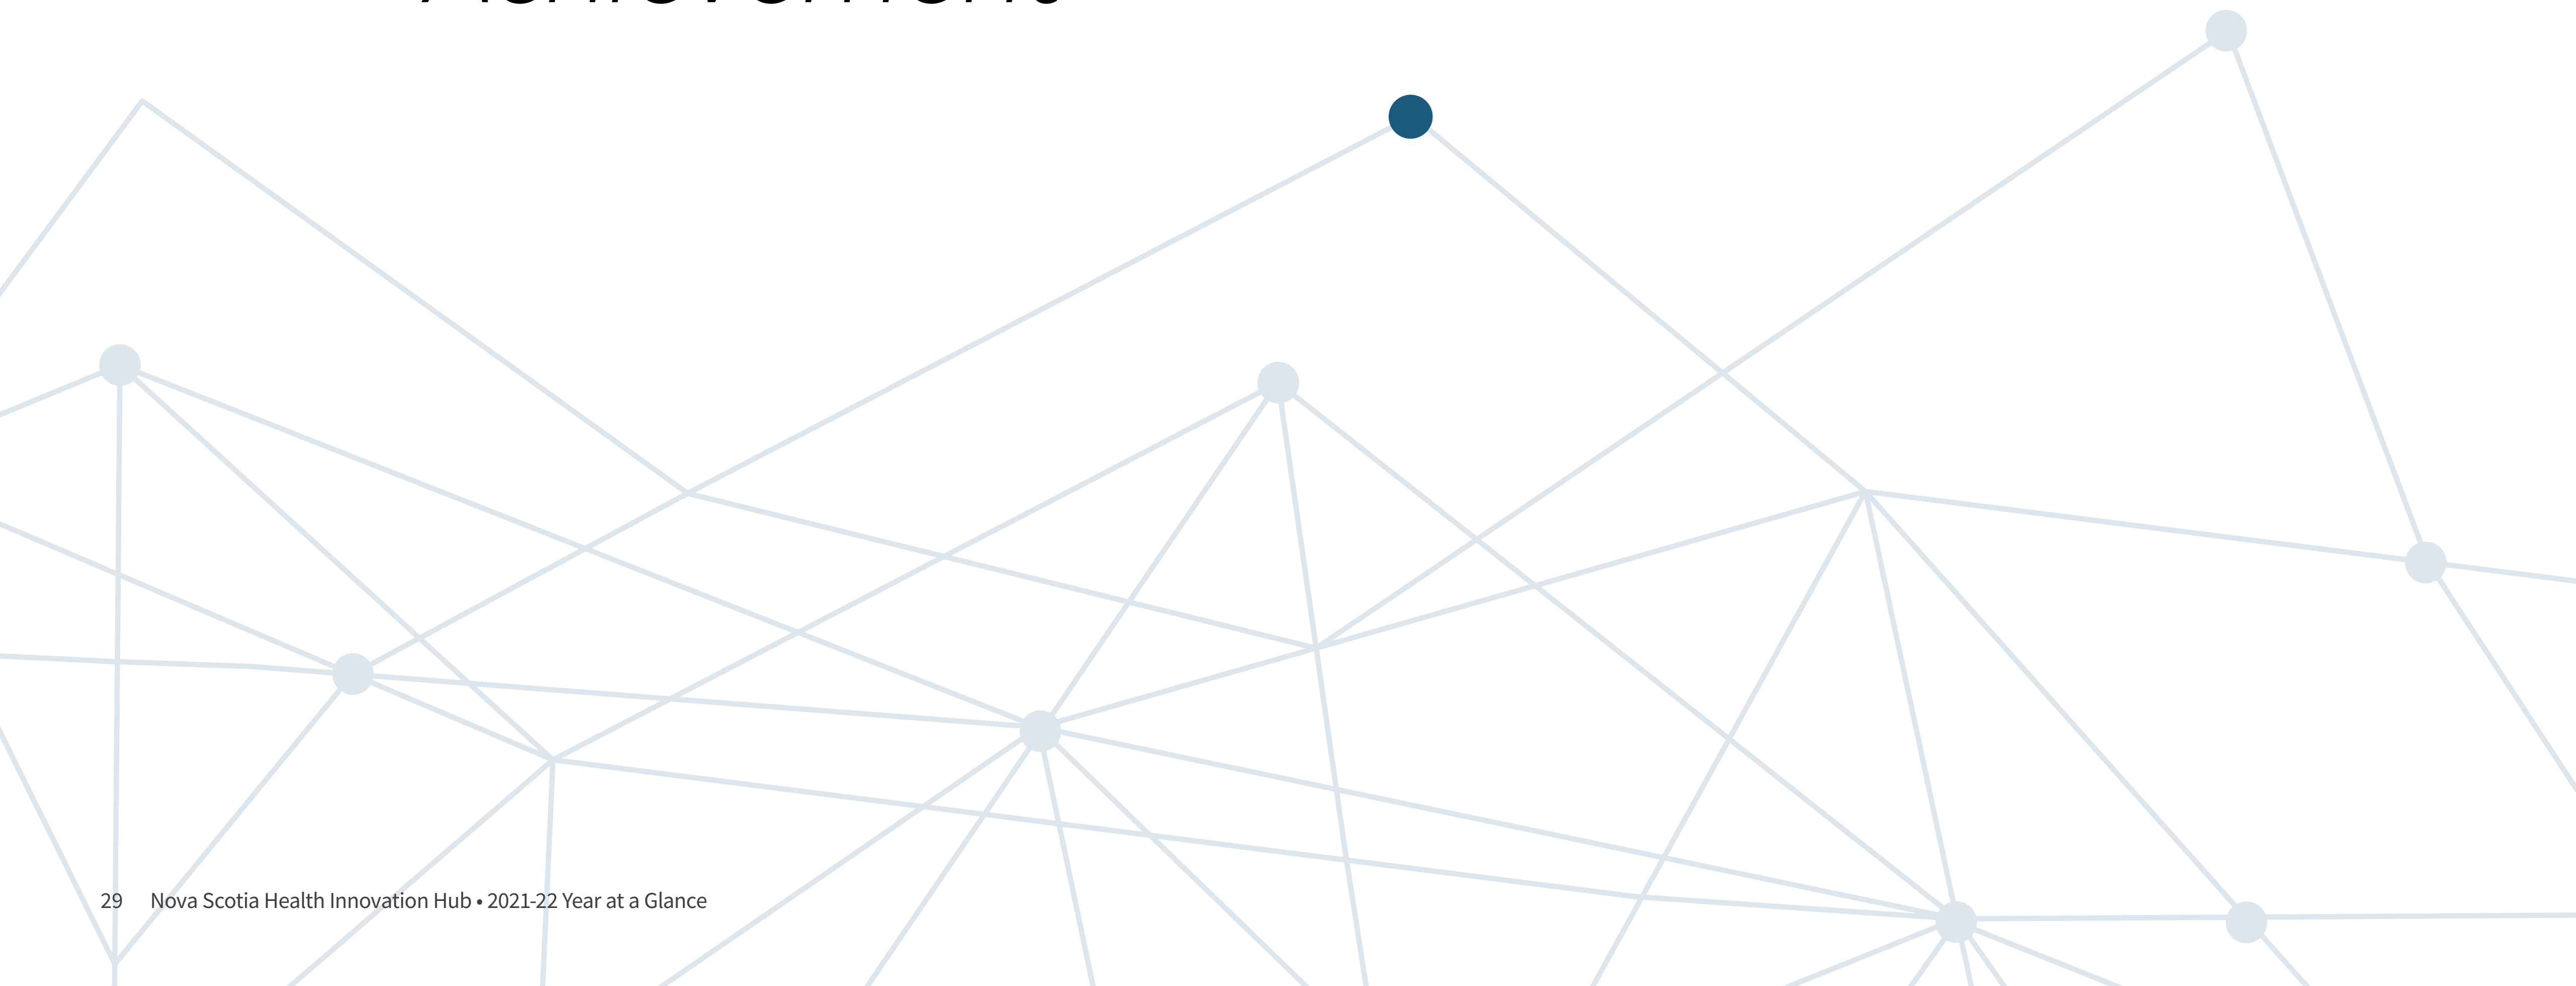 29 Nova Scotia Health Innovation Hub • 2021-22 Year at a Glance